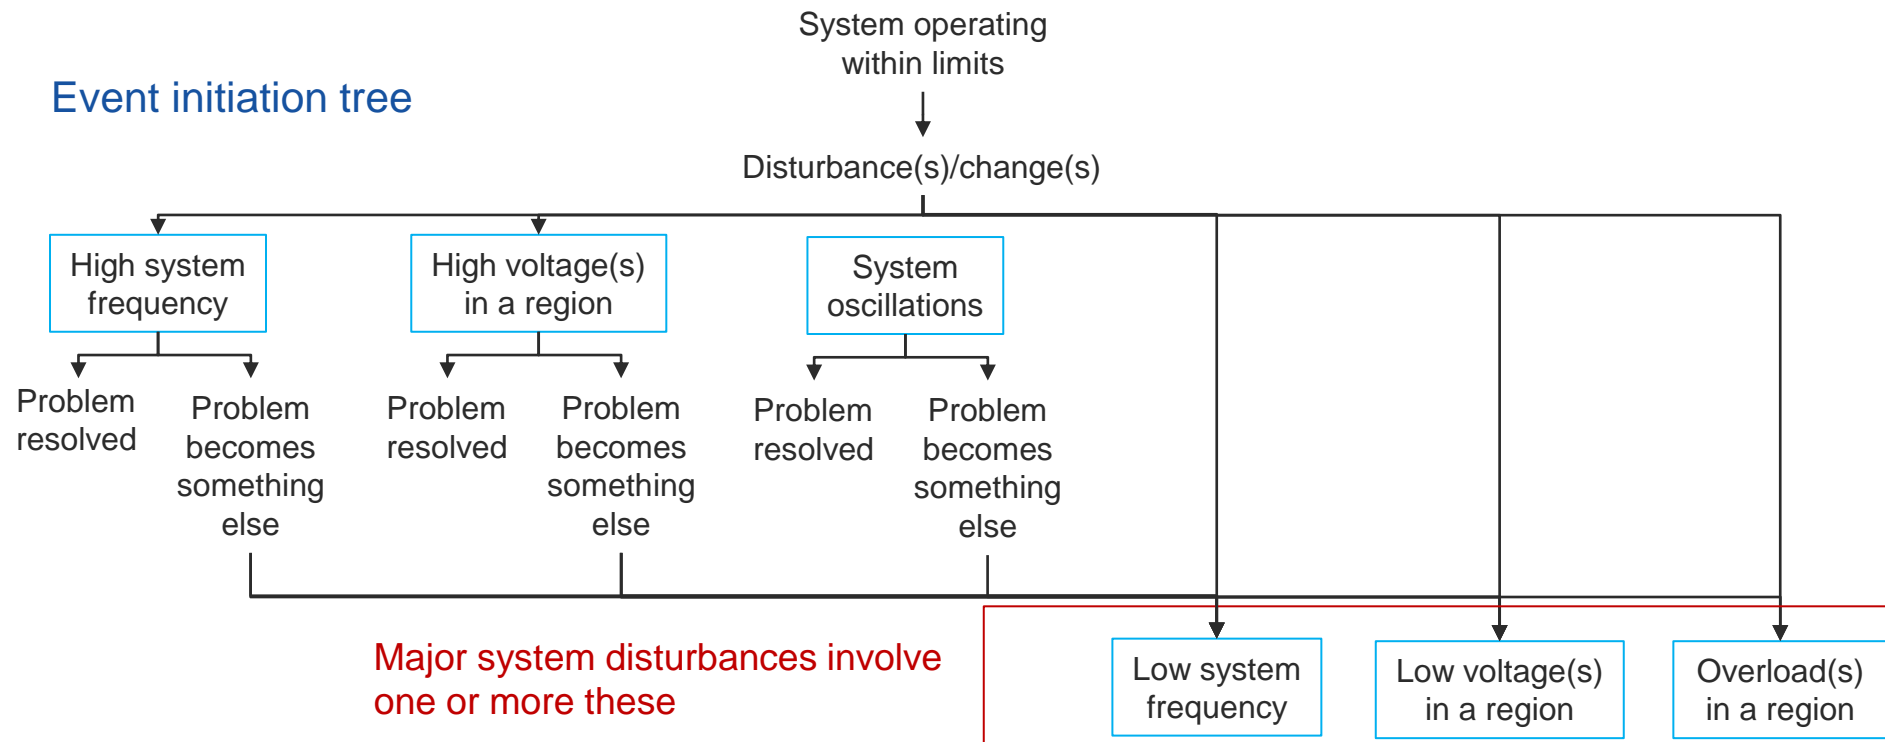 System operating
within limits
Event initiation tree
Disturbance(s)/change(s)
High system
frequency
High voltage(s)
in a region
System
oscillations
Problem
resolved
Problem
becomes
something
else
Problem
resolved
Problem
becomes
something
else
Problem
resolved
Problem
becomes
something
else
Major system disturbances involve
one or more these
Low system
frequency
Low voltage(s)
in a region
Overload(s)
in a region